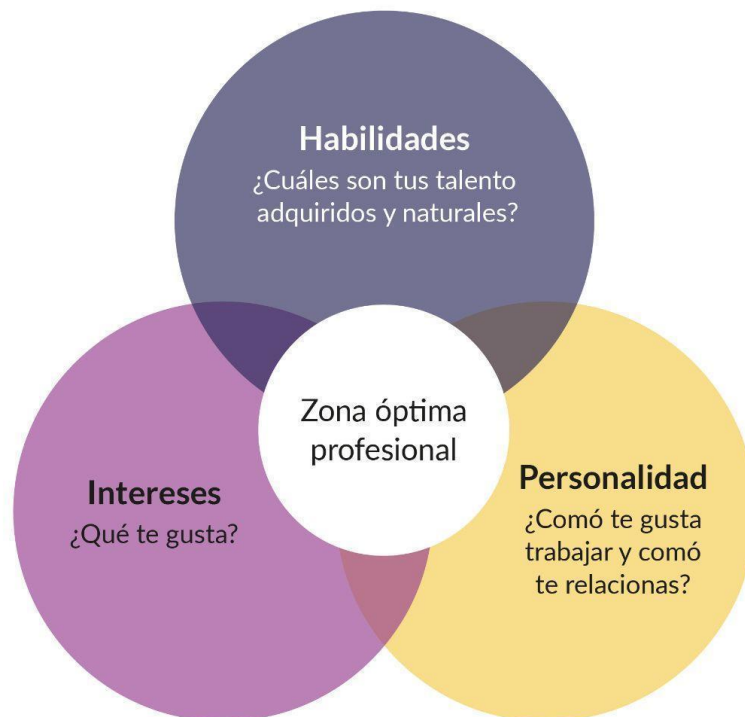 Habilidades
¿Cuáles son tus talento
adquiridos y naturales?
Zona óptima
profesional
Intereses
¿Qué te gusta?
Personalidad
¿Comó te gusta
trabajar y comó
te relacionas?